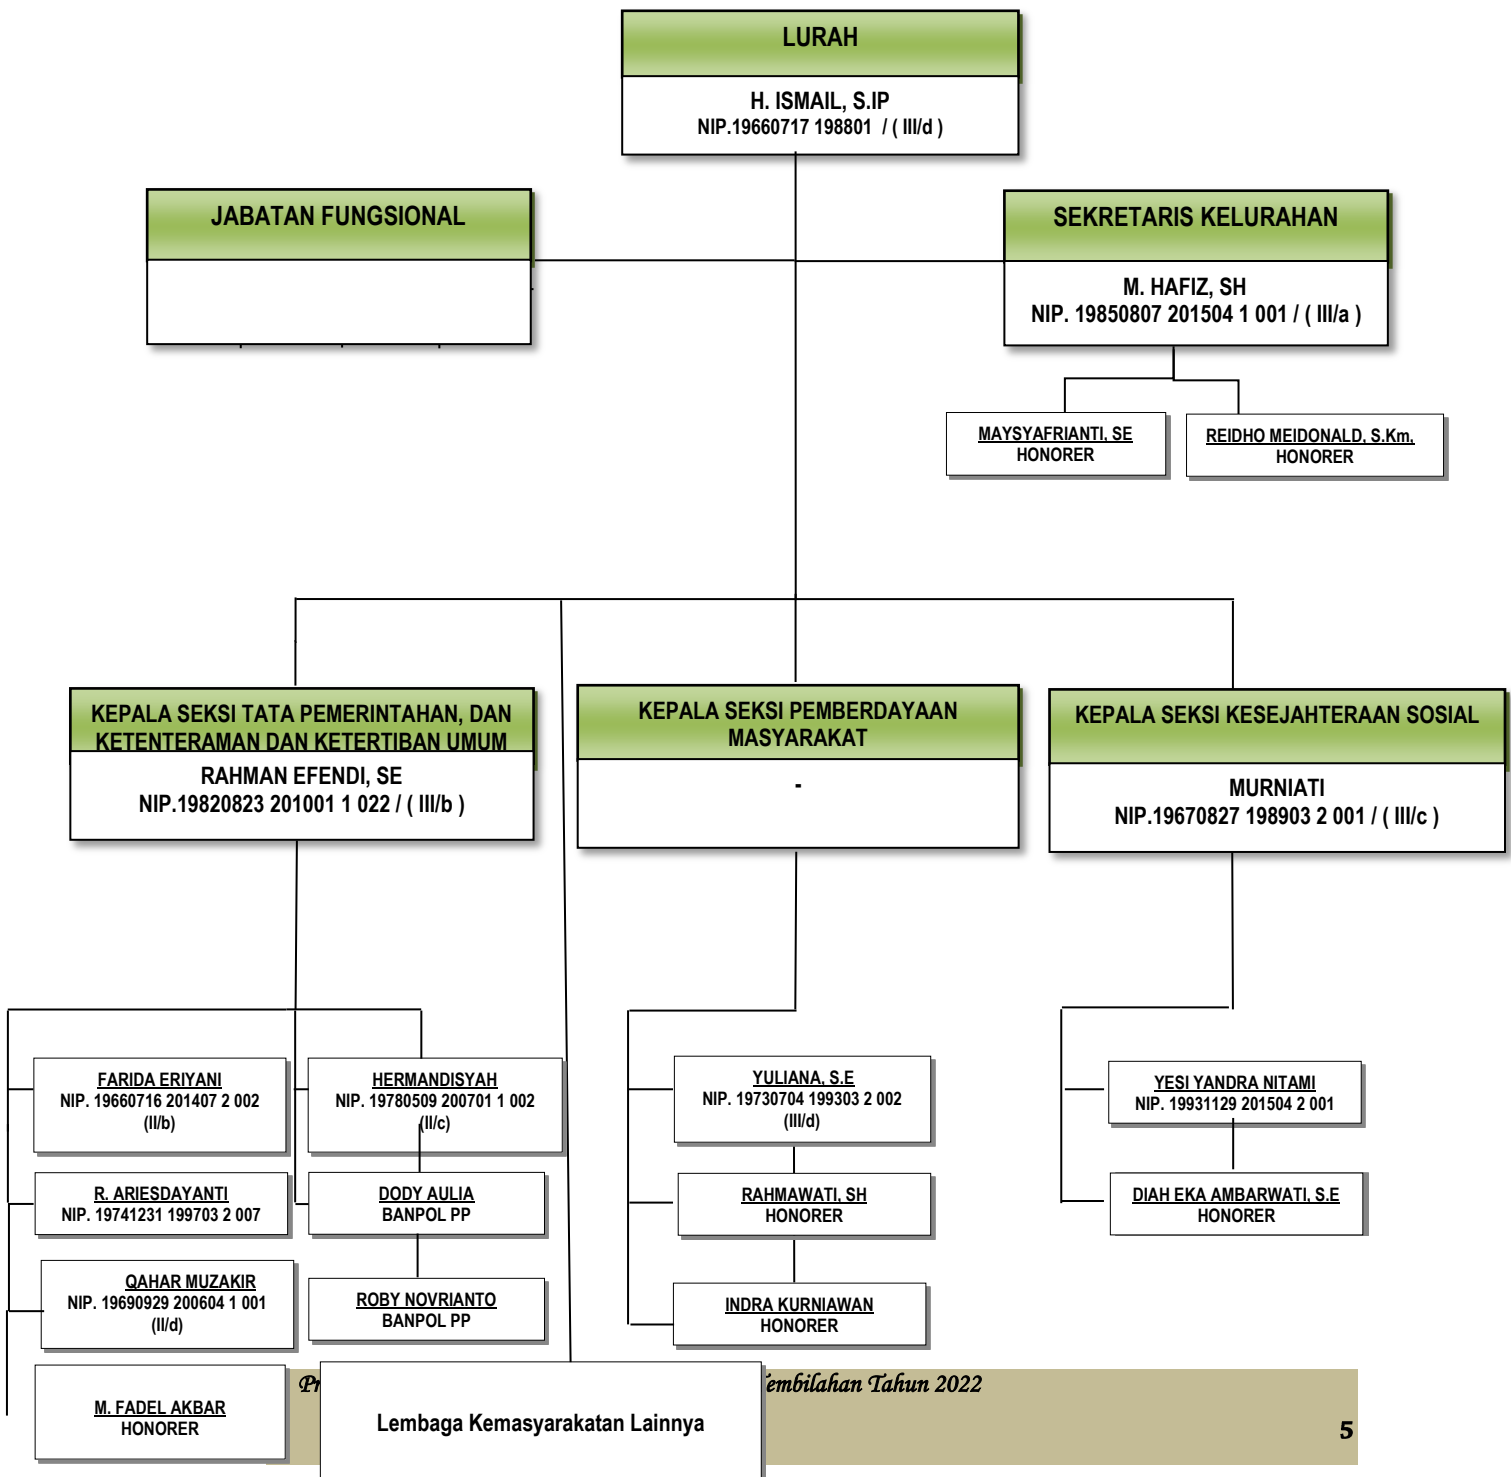 LURAH
H. ISMAIL, S.IP
NIP.19660717 198801 / ( III/d )
JABATAN FUNGSIONAL
SEKRETARIS KELURAHAN
M. HAFIZ, SH
NIP. 19850807 201504 1 001 / ( III/a )
MAYSYAFRIANTI, SE
HONORER
REIDHO MEIDONALD, S.Km,
HONORER
KEPALA SEKSI TATA PEMERINTAHAN, DAN
KETENTERAMAN DAN KETERTIBAN UMUM
RAHMAN EFENDI, SE
NIP.19820823 201001 1 022 / ( III/b )
KEPALA SEKSI PEMBERDAYAAN
MASYARAKAT
-
KEPALA SEKSI KESEJAHTERAAN SOSIAL
MURNIATI
NIP.19670827 198903 2 001 / ( III/c )
FARIDA ERIYANI
NIP. 19660716 201407 2 002
(II/b)
HERMANDISYAH
NIP. 19780509 200701 1 002
(II/c)
YULIANA, S.E
NIP. 19730704 199303 2 002
(III/d)
YESI YANDRA NITAMI
NIP. 19931129 201504 2 001
R. ARIESDAYANTI
NIP. 19741231 199703 2 007
DODY AULIA
BANPOL PP
RAHMAWATI, SH
HONORER
DIAH EKA AMBARWATI, S.E
HONORER
QAHAR MUZAKIR
NIP. 19690929 200604 1 001
(II/d)
ROBY NOVRIANTO
BANPOL PP
INDRA KURNIAWAN
HONORER
M. FADEL AKBAR
HONORER
Lembaga Kemasyarakatan Lainnya
embilahan Tahun 2022
5